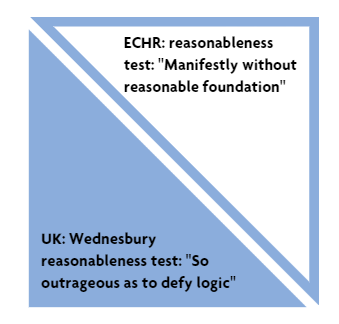 ECHR: reasonableness
test: "Manifestly without
reasonable foundation"
UK: Wednesbury
reasonableness test: "So
outrageous as to defy logic"